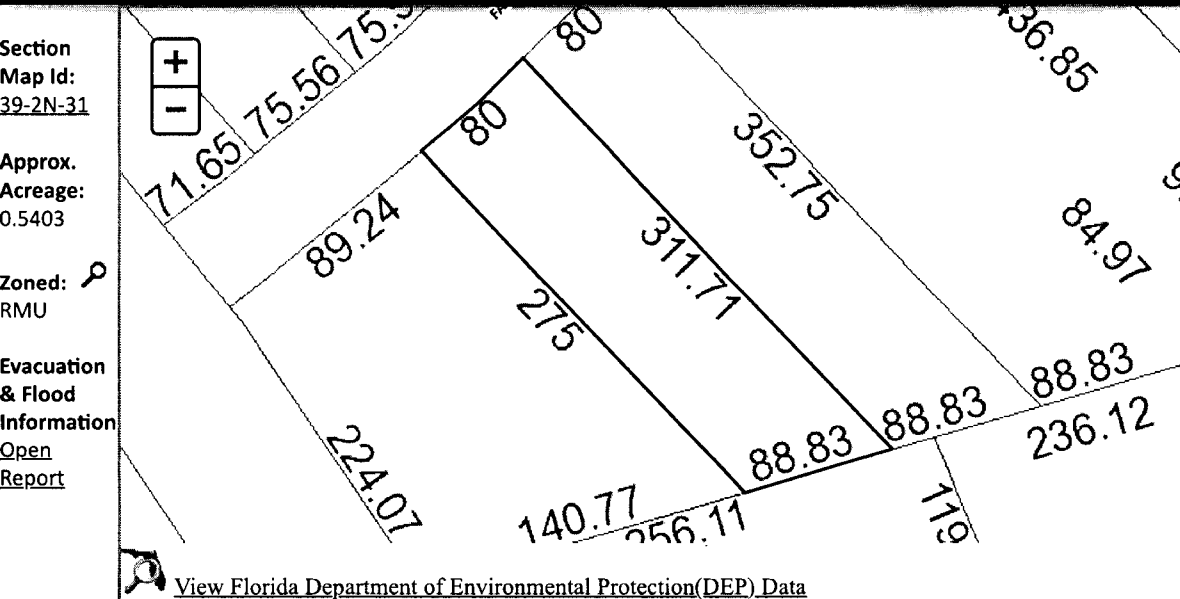 Section
Map Id:
39-2N-31
Approx.
Acreage:
0.5403
Zoned:
RMU
Evacuation
& Flood
Information
Open
Report
+
−
71.65
75.56
80
80
36.85
352.75
84.97
89.24
311.71
275
88.83
88.83
88.83
236.12
224.07
140.77
256.11
119
View Florida Department of Environmental Protection(DEP) Data